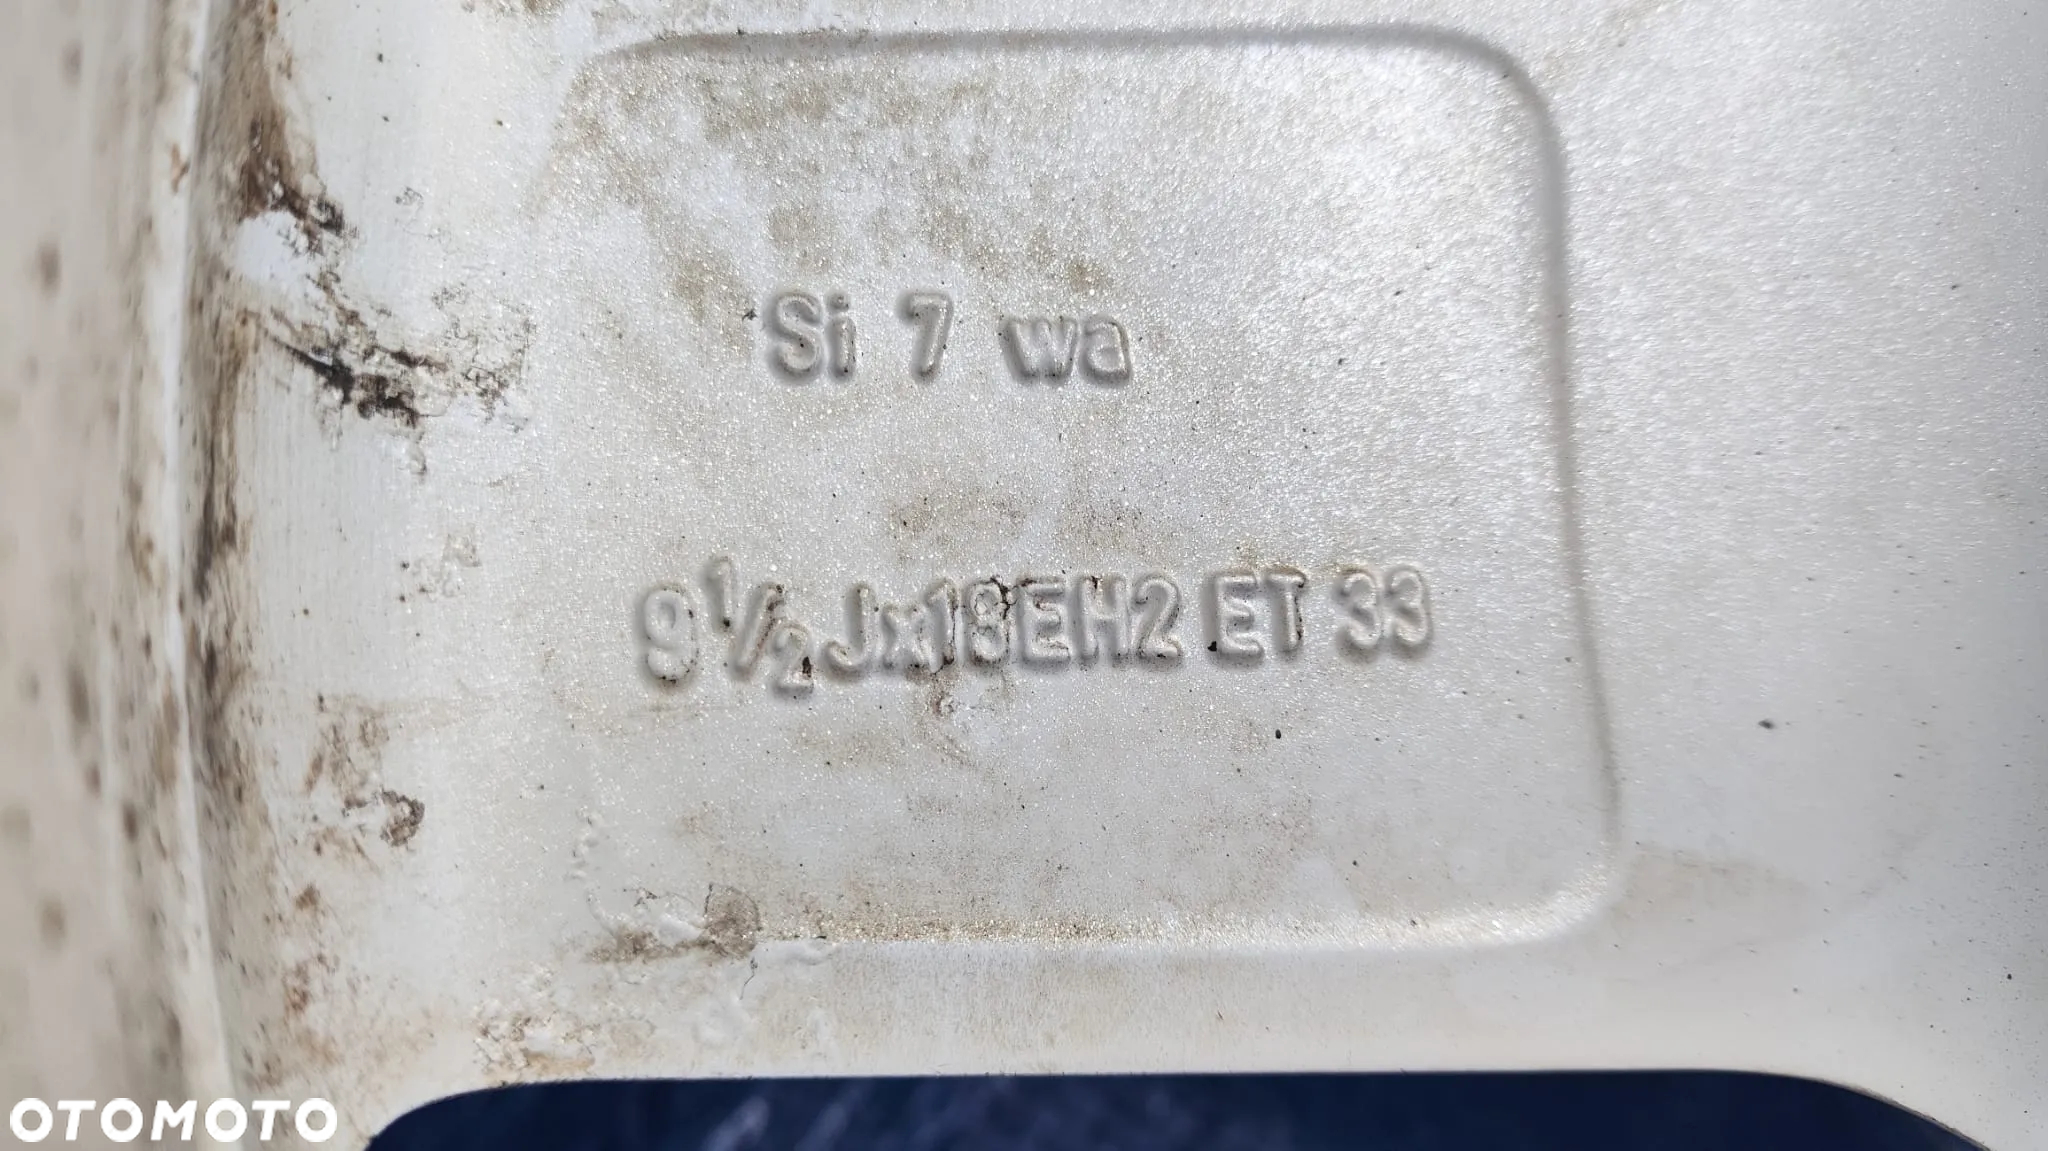 Si 7 wa
9½Jx18EH2 ET 33
OTOMOTO